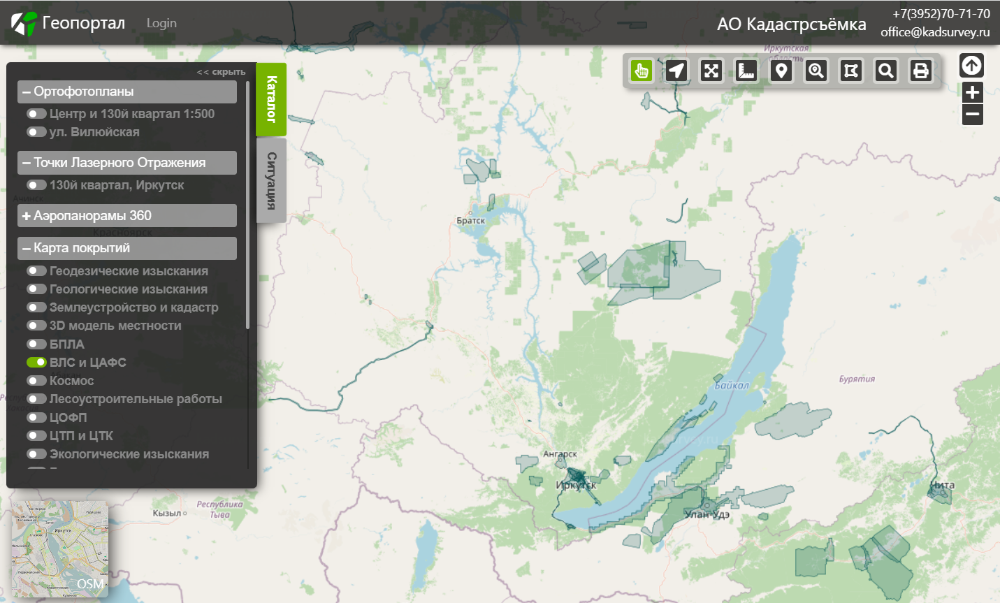 Геопортал
Login
АО Кадастрсъёмка
+7(3952)70-71-70
office@kadsurvey.ru
<< скрыть
Ортофотопланы
Центр и 130й квартал 1:500
ул. Вилюйская
Точки Лазерного Отражения
130й квартал, Иркутск
Аэропанорамы 360
Карта покрытий
Геодезические изыскания
Геологические изыскания
Землеустройство и кадастр
3D модель местности
БПЛА
ВЛС и ЦАФС
Космос
Лесоустроительные работы
ЦОФП
ЦТП и ЦТК
Экологические изыскания
Каталог
Ситуация
Иркутская
область
Ачинск
Красноярск
Братск
Байкал
Бурятия
Ангарск
Иркутск
Улан-Удэ
Чита
Республика
Тыва
Кызыл
Иркутск
OSM